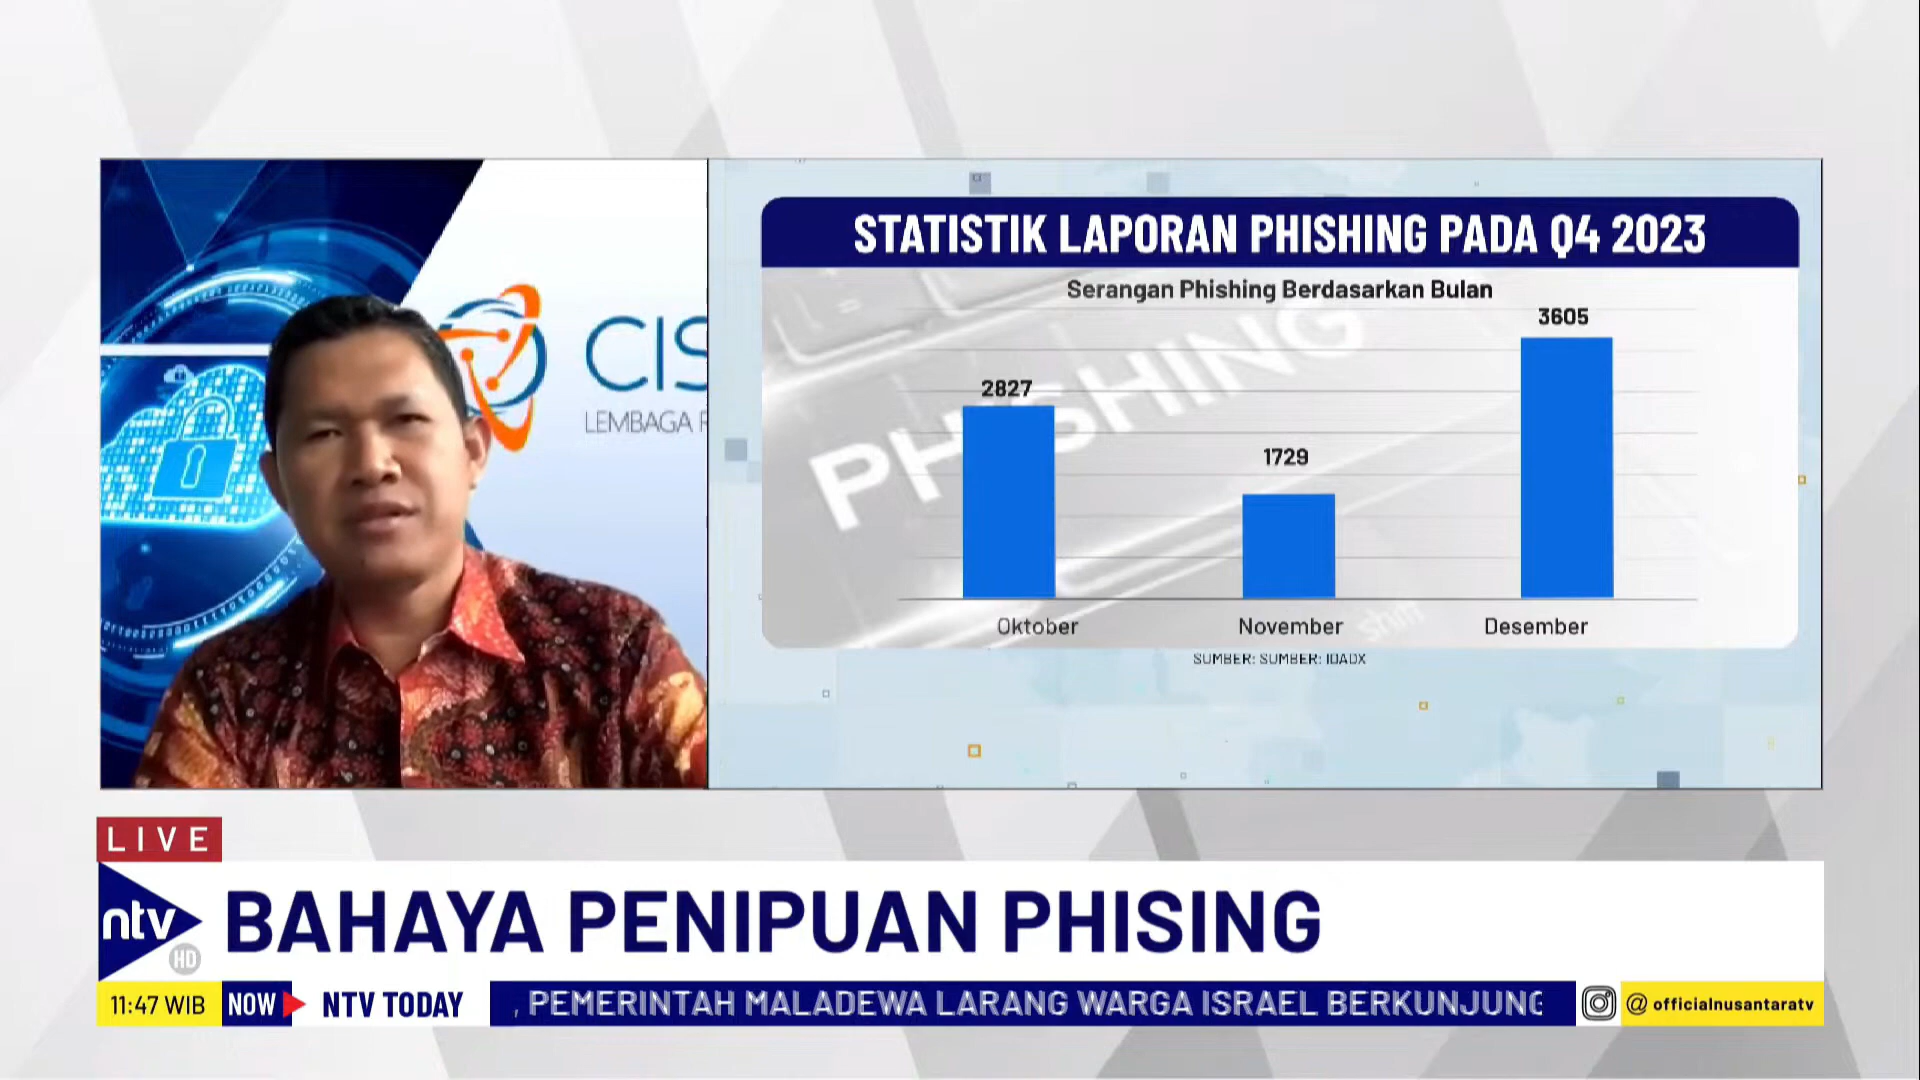 CIS
LEMBAGA R
STATISTIK LAPORAN PHISHING PADA Q4 2023
Serangan Phishing Berdasarkan Bulan
PHISHING
2827
1729
3605
Oktober
November
Desember
SUMBER: SUMBER: IDADX
LIVE
ntv
HD
BAHAYA PENIPUAN PHISING
11:47 WIB
NOW
NTV TODAY
, PEMERINTAH MALADEWA LARANG WARGA ISRAEL BERKUNJUNG
@ officialnusantaratv